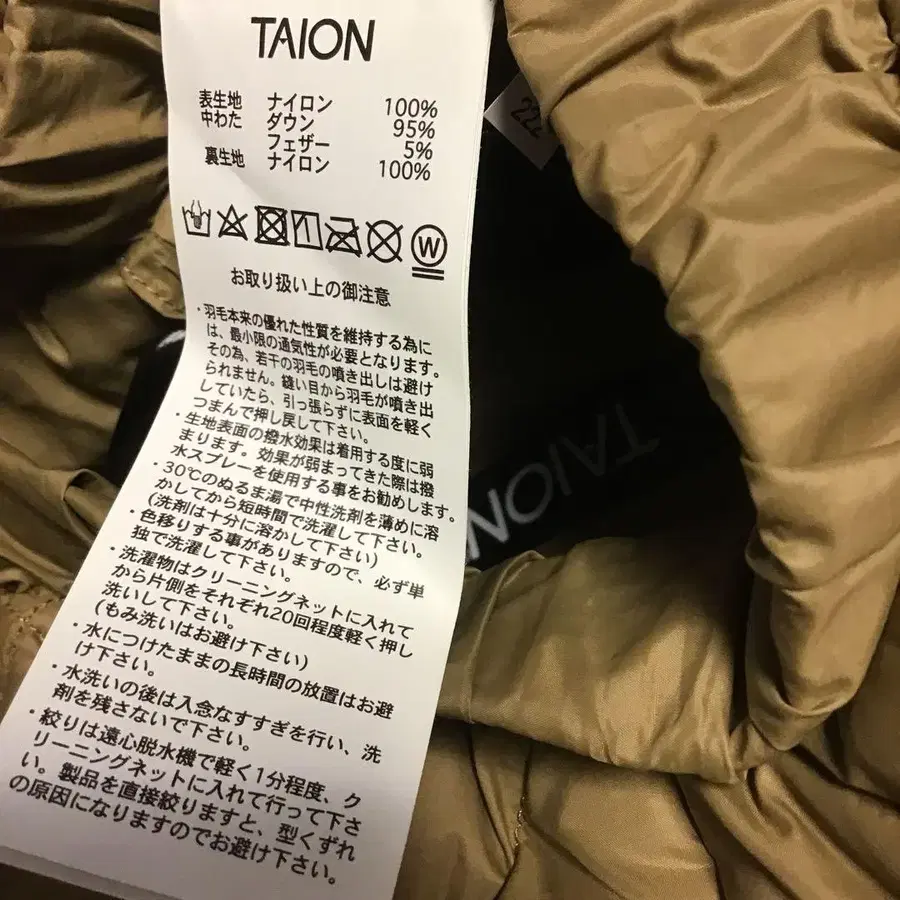 TAION
表生地 ナイロン 100%
中わた ダウン 95%
フェザー 5%
裏生地 ナイロン 100%
W
お取り扱い上の御注意
・羽毛本来の優れた性質を維持する為に
は、最小限の通気性が必要となります。
その為、若干の羽毛の噴き出しは避け
られません。縫い目から羽毛が噴き出
していたら、引っ張らずに表面を軽く
つまんで押し戻して下さい。
・生地表面の撥水効果は着用する度に弱
まります。効果が弱まってきた際は撥
水スプレーを使用する事をお勧めします。
・30℃のぬるま湯で中性洗剤を薄めに溶
かしてから短時間で洗濯して下さい。
(洗剤は十分に溶かして下さい)
・色移りする事がありますので、必ず単
独で洗濯して下さい。
・洗濯物はクリーニングネットに入れて
から片側をそれぞれ20回程度軽く押し
洗いして下さい。
(もみ洗いはお避け下さい)
・水につけたままの長時間の放置はお避
け下さい。
・水洗いの後は入念なすすぎを行い、洗
剤を残さないで下さい。
・絞りは遠心脱水機で軽く1分程度、ク
リーニングネットに入れて行って下さ
い。製品を直接絞りますと、型くずれ
の原因になりますのでお避け下さい。
222
TAION